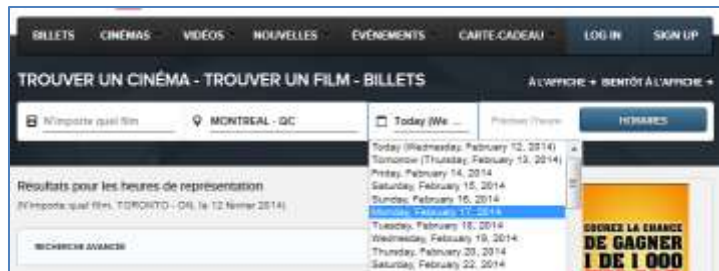 BILLETS CINÉMAS VIDÉOS NOUVELLES ÉVÉNEMENTS CARTE-CADEAU LOG IN SIGN UP
TROUVER UN CINÉMA - TROUVER UN FILM - BILLETS
À L'AFFICHE + BIENTÔT À L'AFFICHE +
N'importe quel film MONTREAL - QC Today (We ... HORAIRES
Today (Wednesday, February 12, 2014)
Tomorrow (Thursday, February 13, 2014)
Friday, February 14, 2014
Saturday, February 15, 2014
Sunday, February 16, 2014
Monday, February 17, 2014
Tuesday, February 18, 2014
Wednesday, February 19, 2014
Thursday, February 20, 2014
Saturday, February 22, 2014
Résultats pour les heures de représentation
(N'importe quel film, TORONTO - ON, le 12 février 2014)
RECHERCHE AVANCÉE
COUREZ LA CHANCE
DE GAGNER
1 DE 1 000